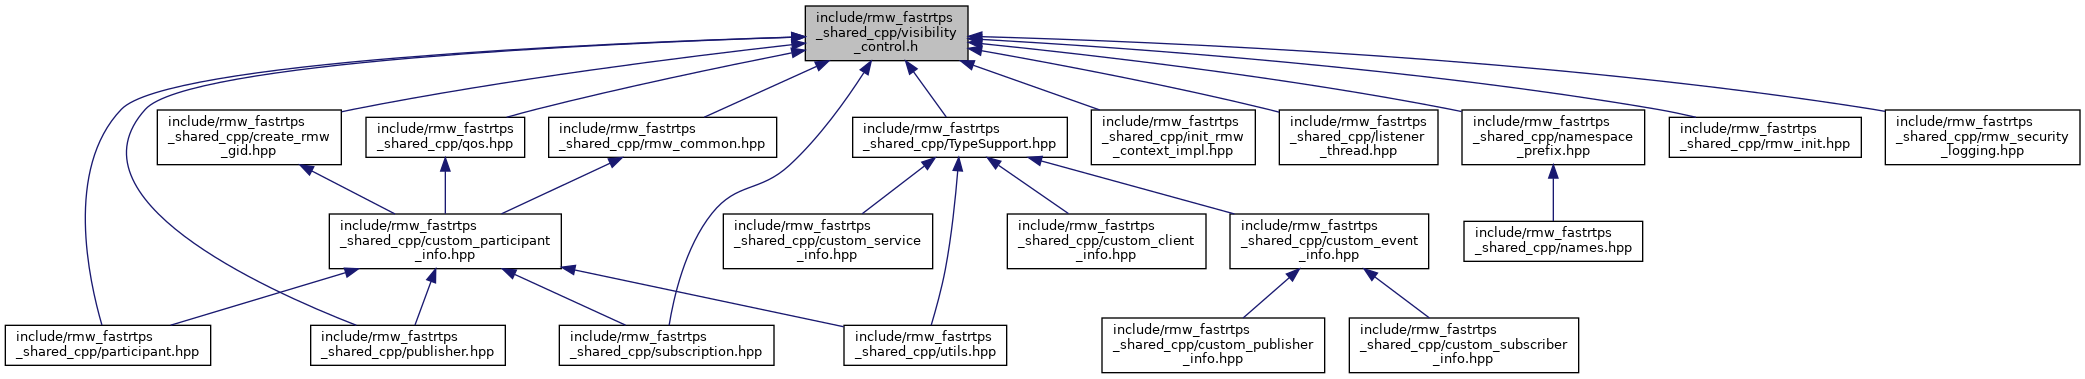 include/rmw_fastrtps
_shared_cpp/visibility
_control.h
include/rmw_fastrtps
_shared_cpp/create_rmw
_gid.hpp
include/rmw_fastrtps
_shared_cpp/qos.hpp
include/rmw_fastrtps
_shared_cpp/rmw_common.hpp
include/rmw_fastrtps
_shared_cpp/TypeSupport.hpp
include/rmw_fastrtps
_shared_cpp/init_rmw
_context_impl.hpp
include/rmw_fastrtps
_shared_cpp/listener
_thread.hpp
include/rmw_fastrtps
_shared_cpp/namespace
_prefix.hpp
include/rmw_fastrtps
_shared_cpp/rmw_init.hpp
include/rmw_fastrtps
_shared_cpp/rmw_security
_logging.hpp
include/rmw_fastrtps
_shared_cpp/custom_participant
_info.hpp
include/rmw_fastrtps
_shared_cpp/custom_service
_info.hpp
include/rmw_fastrtps
_shared_cpp/custom_client
_info.hpp
include/rmw_fastrtps
_shared_cpp/custom_event
_info.hpp
include/rmw_fastrtps
_shared_cpp/names.hpp
include/rmw_fastrtps
_shared_cpp/participant.hpp
include/rmw_fastrtps
_shared_cpp/publisher.hpp
include/rmw_fastrtps
_shared_cpp/subscription.hpp
include/rmw_fastrtps
_shared_cpp/utils.hpp
include/rmw_fastrtps
_shared_cpp/custom_publisher
_info.hpp
include/rmw_fastrtps
_shared_cpp/custom_subscriber
_info.hpp